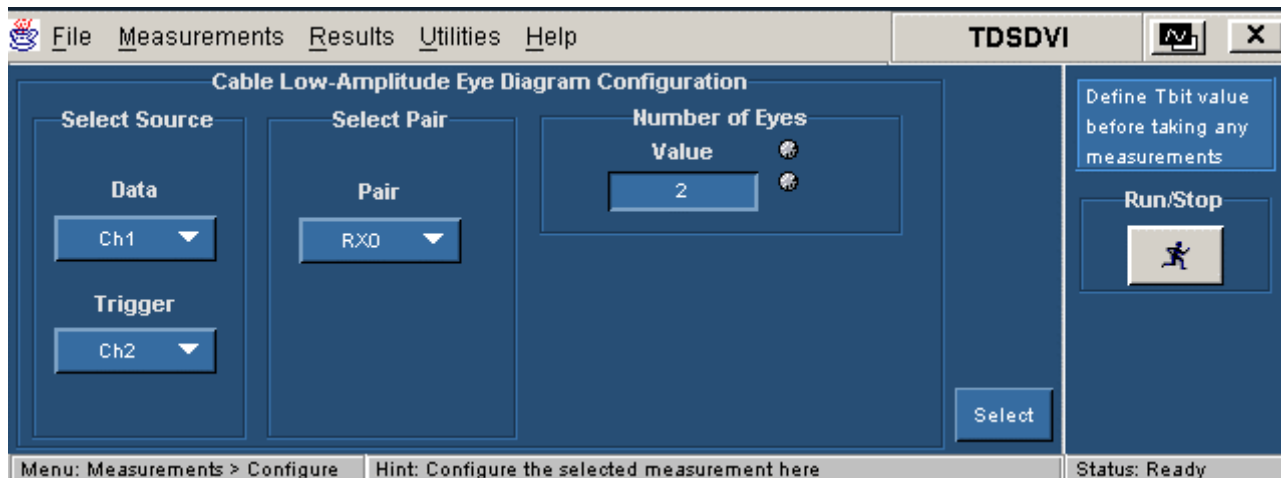 File Measurements Results Utilities Help
TDSDVI
X
Cable Low-Amplitude Eye Diagram Configuration
Select Source
Data
Ch1
Trigger
Ch2
Select Pair
Pair
RX0
Number of Eyes
Value
2
Select
Define Tbit value
before taking any
measurements
Run/Stop
Menu: Measurements > Configure
Hint: Configure the selected measurement here
Status: Ready